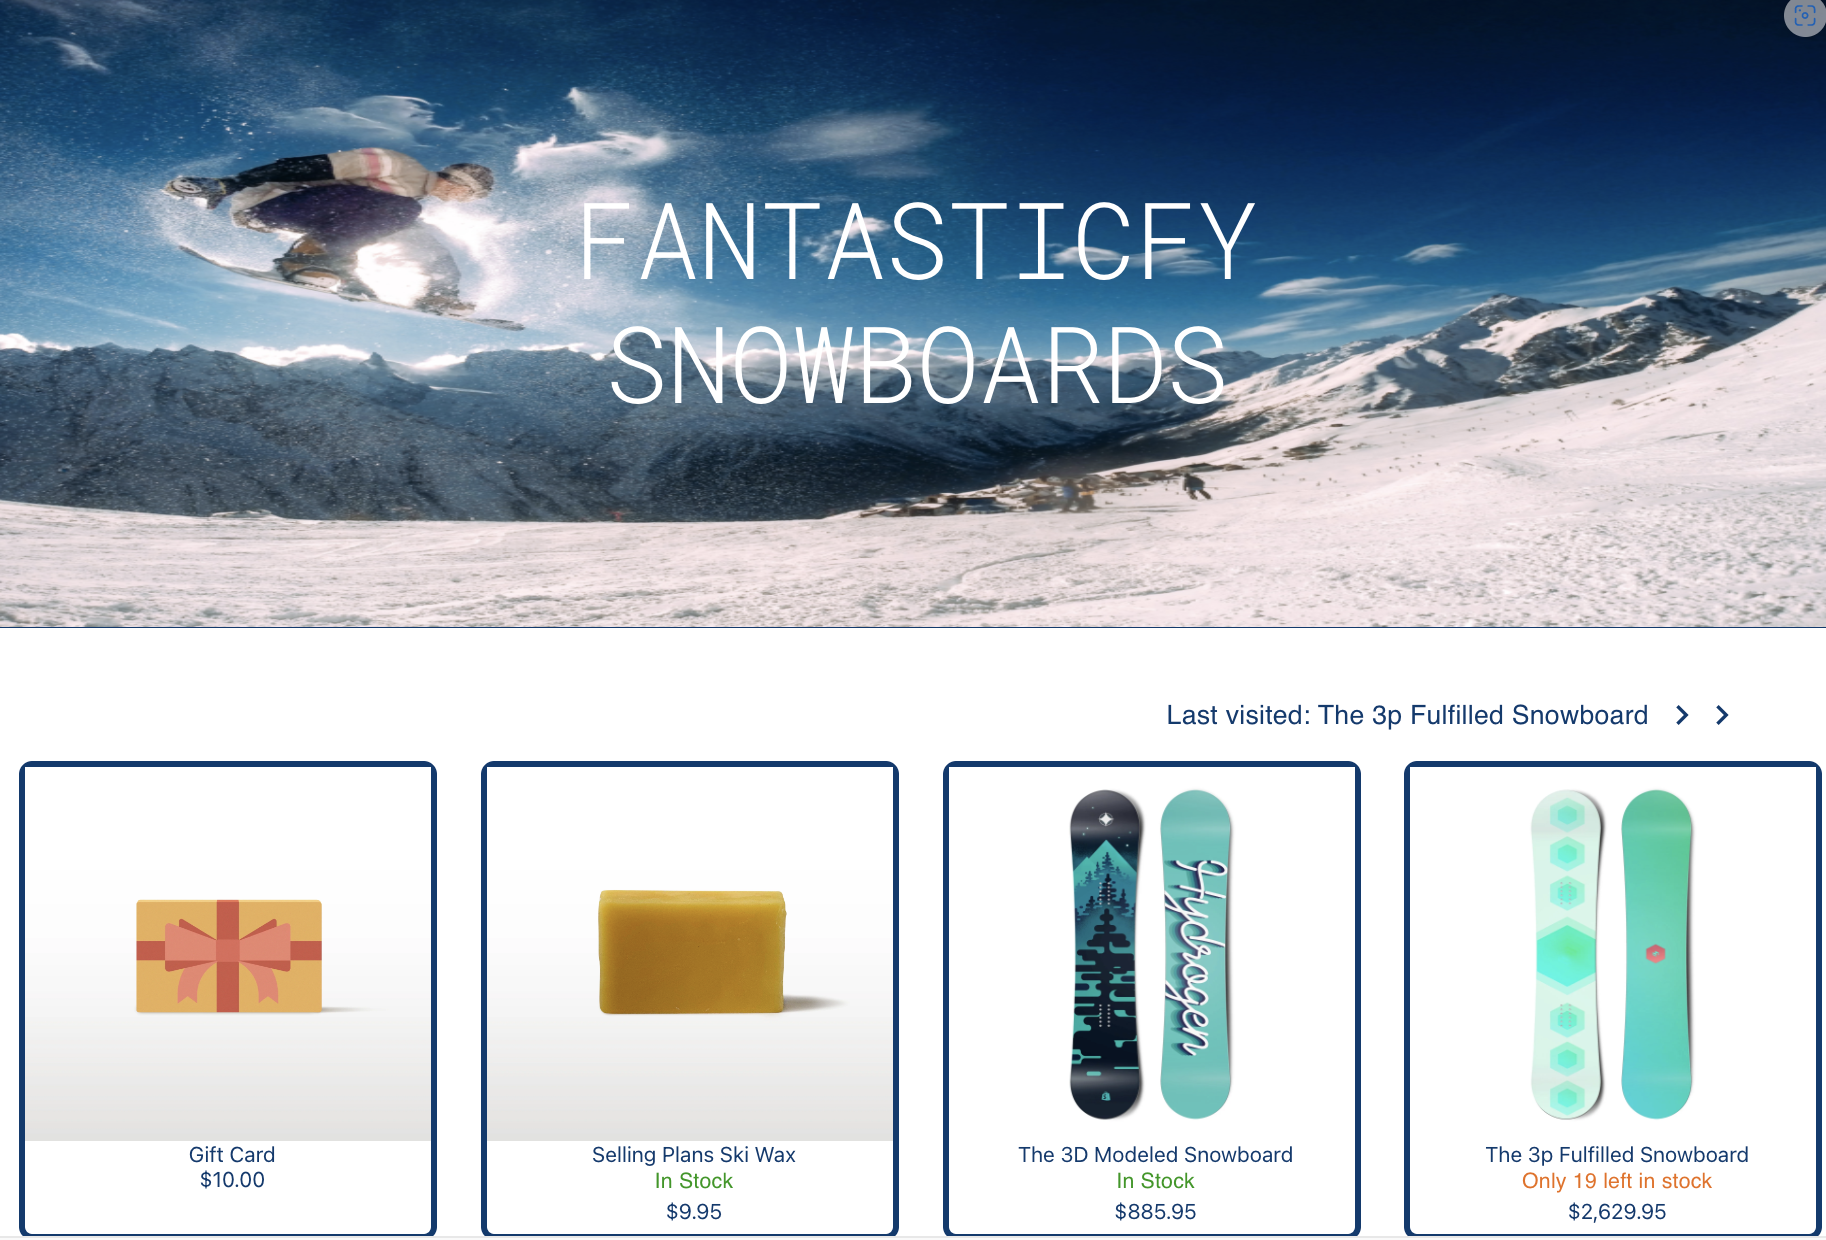 FANTASTICFY
SNOWBOARDS
Last visited: The 3p Fulfilled Snowboard
Hydrogen
Gift Card
$10.00
Selling Plans Ski Wax
In Stock
$9.95
The 3D Modeled Snowboard
In Stock
$885.95
The 3p Fulfilled Snowboard
Only 19 left in stock
$2,629.95